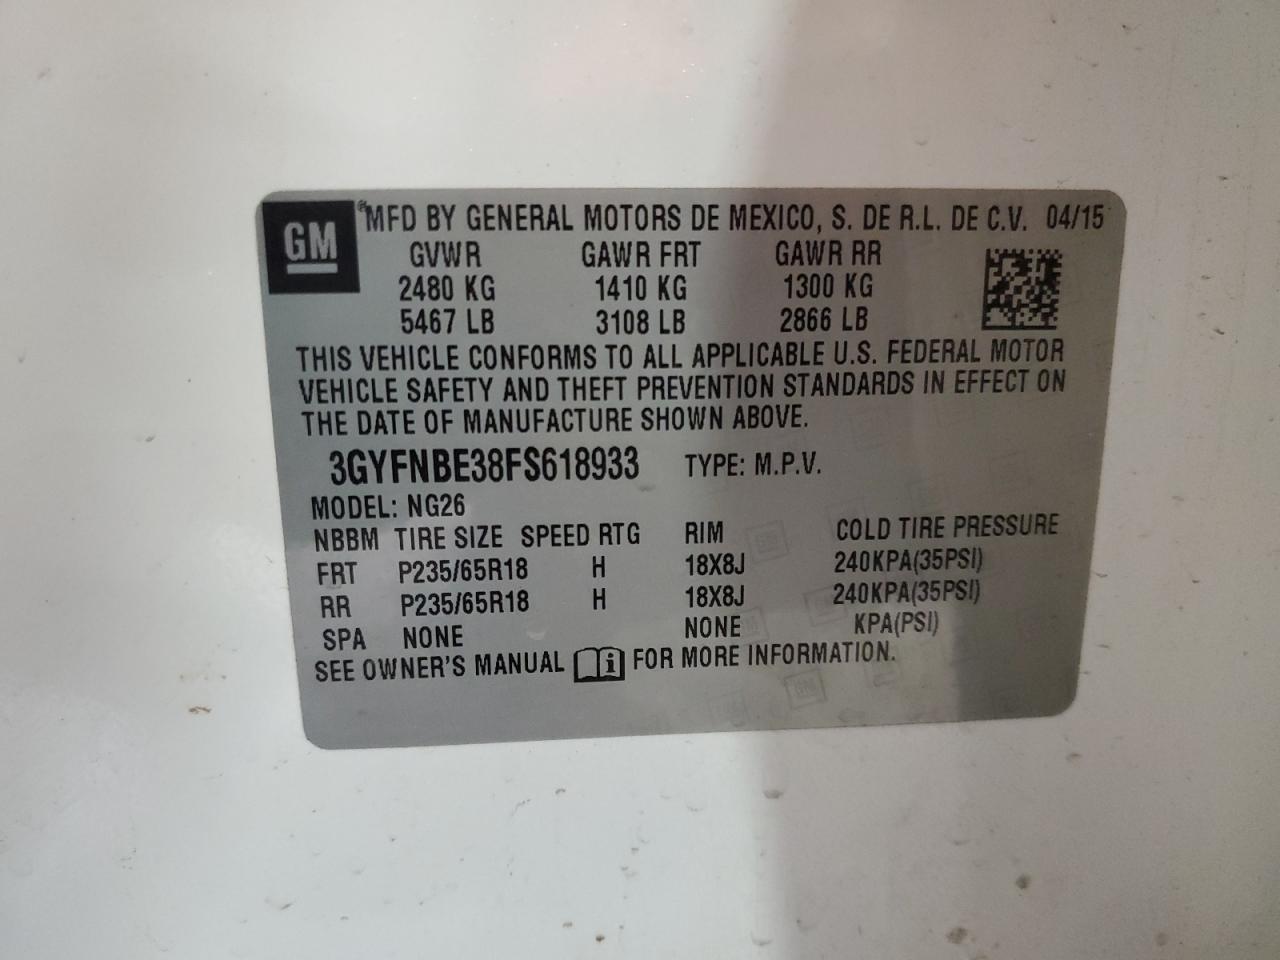 GM ® MFD BY GENERAL MOTORS DE MEXICO, S. DE R.L. DE C.V. 04/15
GVWR GAWR FRT GAWR RR
2480 KG 1410 KG 1300 KG
5467 LB 3108 LB 2866 LB
THIS VEHICLE CONFORMS TO ALL APPLICABLE U.S. FEDERAL MOTOR
VEHICLE SAFETY AND THEFT PREVENTION STANDARDS IN EFFECT ON
THE DATE OF MANUFACTURE SHOWN ABOVE.
3GYFNBE38FS618933 TYPE: M.P.V.
MODEL: NG26
NBBM TIRE SIZE SPEED RTG RIM COLD TIRE PRESSURE
FRT P235/65R18 H 18X8J 240KPA(35PSI)
RR P235/65R18 H 18X8J 240KPA(35PSI)
SPA NONE NONE KPA(PSI)
SEE OWNER'S MANUAL i FOR MORE INFORMATION.